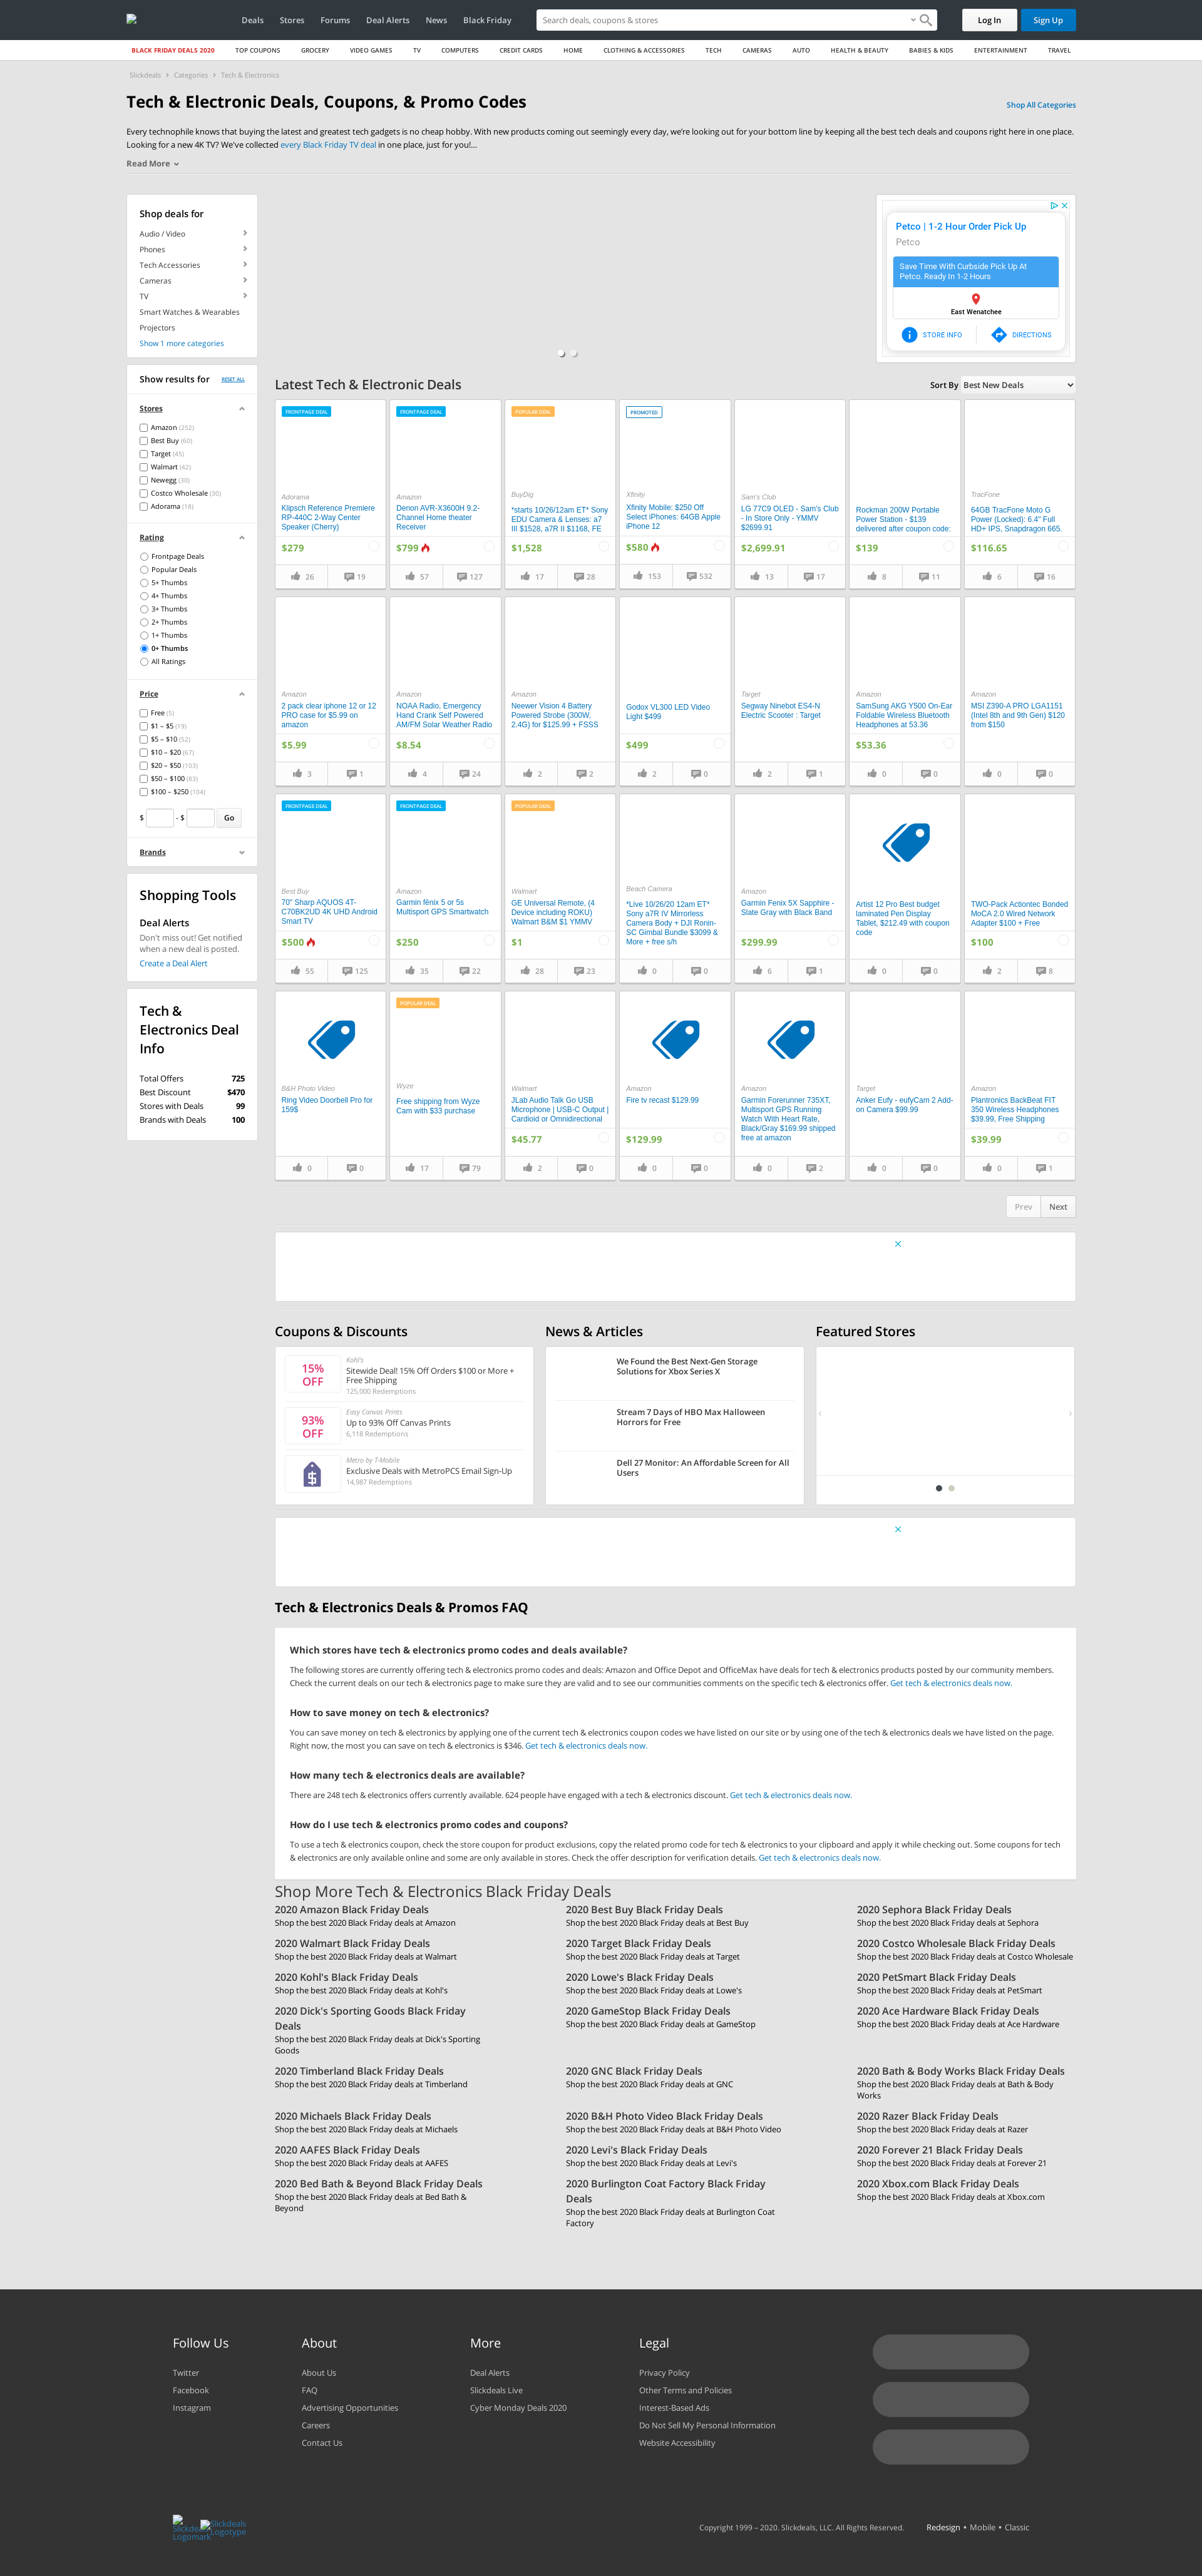 Deals Stores Forums Deal Alerts News Black Friday
Search deals, coupons & stores
Log In
Sign Up
BLACK FRIDAY DEALS 2020 TOP COUPONS GROCERY VIDEO GAMES TV COMPUTERS CREDIT CARDS HOME CLOTHING & ACCESSORIES TECH CAMERAS AUTO HEALTH & BEAUTY BABIES & KIDS ENTERTAINMENT TRAVEL
Slickdeals › Categories › Tech & Electronics
Tech & Electronic Deals, Coupons, & Promo Codes
Shop All Categories
Every technophile knows that buying the latest and greatest tech gadgets is no cheap hobby. With new products coming out seemingly every day, we're looking out for your bottom line by keeping all the best tech deals and coupons right here in one place.
Looking for a new 4K TV? We've collected every Black Friday TV deal in one place, just for you!...
Read More
Shop deals for
Audio / Video
Phones
Tech Accessories
Cameras
TV
Smart Watches & Wearables
Projectors
Show 1 more categories
Petco | 1-2 Hour Order Pick Up
Petco
Save Time With Curbside Pick Up At
Petco. Ready In 1-2 Hours
East Wenatchee
STORE INFO
DIRECTIONS
Show results for
RESET ALL
Stores
Amazon (252)
Best Buy (60)
Target (45)
Walmart (42)
Newegg (30)
Costco Wholesale (30)
Adorama (18)
Rating
Frontpage Deals
Popular Deals
5+ Thumbs
4+ Thumbs
3+ Thumbs
2+ Thumbs
1+ Thumbs
0+ Thumbs
All Ratings
Price
Free (5)
$1 – $5 (19)
$5 – $10 (52)
$10 – $20 (67)
$20 – $50 (103)
$50 – $100 (83)
$100 – $250 (104)
$ - $ Go
Brands
Shopping Tools
Deal Alerts
Don't miss out! Get notified
when a new deal is posted.
Create a Deal Alert
Tech &
Electronics Deal
Info
Total Offers 725
Best Discount $470
Stores with Deals 99
Brands with Deals 100
Latest Tech & Electronic Deals
Sort By Best New Deals
FRONTPAGE DEAL
Adorama
Klipsch Reference Premiere
RP-440C 2-Way Center
Speaker (Cherry)
$279
26 19
FRONTPAGE DEAL
Amazon
Denon AVR-X3600H 9.2-
Channel Home theater
Receiver
$799
57 127
POPULAR DEAL
BuyDig
*starts 10/26/12am ET* Sony
EDU Camera & Lenses: a7
III $1528, a7R II $1168, FE
$1,528
17 28
PROMOTED
Xfinity
Xfinity Mobile: $250 Off
Select iPhones: 64GB Apple
iPhone 12
$580
153 532
Sam's Club
LG 77C9 OLED - Sam's Club
- In Store Only - YMMV
$2699.91
$2,699.91
13 17
Rockman 200W Portable
Power Station - $139
delivered after coupon code:
$139
8 11
TracFone
64GB TracFone Moto G
Power (Locked): 6.4" Full
HD+ IPS, Snapdragon 665.
$116.65
6 16
Amazon
2 pack clear iphone 12 or 12
PRO case for $5.99 on
amazon
$5.99
3 1
Amazon
NOAA Radio, Emergency
Hand Crank Self Powered
AM/FM Solar Weather Radio
$8.54
4 24
Amazon
Neewer Vision 4 Battery
Powered Strobe (300W,
2.4G) for $125.99 + FSSS
2 2
Godox VL300 LED Video
Light $499
$499
2 0
Target
Segway Ninebot ES4-N
Electric Scooter : Target
2 1
Amazon
SamSung AKG Y500 On-Ear
Foldable Wireless Bluetooth
Headphones at 53.36
$53.36
0 0
Amazon
MSI Z390-A PRO LGA1151
(Intel 8th and 9th Gen) $120
from $150
0 0
FRONTPAGE DEAL
Best Buy
70" Sharp AQUOS 4T-
C70BK2UD 4K UHD Android
Smart TV
$500
55 125
FRONTPAGE DEAL
Amazon
Garmin fēnix 5 or 5s
Multisport GPS Smartwatch
$250
35 22
POPULAR DEAL
Walmart
GE Universal Remote, (4
Device including ROKU)
Walmart B&M $1 YMMV
$1
28 23
Beach Camera
*Live 10/26/20 12am ET*
Sony a7R IV Mirrorless
Camera Body + DJI Ronin-
SC Gimbal Bundle $3099 &
More + free s/h
0 0
Amazon
Garmin Fenix 5X Sapphire -
Slate Gray with Black Band
$299.99
6 1
Artist 12 Pro Best budget
laminated Pen Display
Tablet, $212.49 with coupon
code
0 0
TWO-Pack Actiontec Bonded
MoCA 2.0 Wired Network
Adapter $100 + Free
$100
2 8
B&H Photo Video
Ring Video Doorbell Pro for
159$
0 0
POPULAR DEAL
Wyze
Free shipping from Wyze
Cam with $33 purchase
17 79
Walmart
JLab Audio Talk Go USB
Microphone | USB-C Output |
Cardioid or Omnidirectional
$45.77
2 0
Amazon
Fire tv recast $129.99
$129.99
0 0
Amazon
Garmin Forerunner 735XT,
Multisport GPS Running
Watch With Heart Rate,
Black/Gray $169.99 shipped
free at amazon
0 2
Target
Anker Eufy - eufyCam 2 Add-
on Camera $99.99
0 0
Amazon
Plantronics BackBeat FIT
350 Wireless Headphones
$39.99, Free Shipping
$39.99
0 1
Prev Next
Coupons & Discounts
15%
OFF
Kohl's
Sitewide Deal! 15% Off Orders $100 or More +
Free Shipping
125,000 Redemptions
93%
OFF
Easy Canvas Prints
Up to 93% Off Canvas Prints
6,118 Redemptions
Metro by T-Mobile
Exclusive Deals with MetroPCS Email Sign-Up
14,987 Redemptions
News & Articles
We Found the Best Next-Gen Storage
Solutions for Xbox Series X
Stream 7 Days of HBO Max Halloween
Horrors for Free
Dell 27 Monitor: An Affordable Screen for All
Users
Featured Stores
Tech & Electronics Deals & Promos FAQ
Which stores have tech & electronics promo codes and deals available?
The following stores are currently offering tech & electronics promo codes and deals: Amazon and Office Depot and OfficeMax have deals for tech & electronics products posted by our community members.
Check the current deals on our tech & electronics page to make sure they are valid and to see our communities comments on the specific tech & electronics offer. Get tech & electronics deals now.
How to save money on tech & electronics?
You can save money on tech & electronics by applying one of the current tech & electronics coupon codes we have listed on our site or by using one of the tech & electronics deals we have listed on the page.
Right now, the most you can save on tech & electronics is $346. Get tech & electronics deals now.
How many tech & electronics deals are available?
There are 248 tech & electronics offers currently available. 624 people have engaged with a tech & electronics discount. Get tech & electronics deals now.
How do I use tech & electronics promo codes and coupons?
To use a tech & electronics coupon, check the store coupon for product exclusions, copy the related promo code for tech & electronics to your clipboard and apply it while checking out. Some coupons for tech
& electronics are only available online and some are only available in stores. Check the offer description for verification details. Get tech & electronics deals now.
Shop More Tech & Electronics Black Friday Deals
2020 Amazon Black Friday Deals
Shop the best 2020 Black Friday deals at Amazon
2020 Best Buy Black Friday Deals
Shop the best 2020 Black Friday deals at Best Buy
2020 Sephora Black Friday Deals
Shop the best 2020 Black Friday deals at Sephora
2020 Walmart Black Friday Deals
Shop the best 2020 Black Friday deals at Walmart
2020 Target Black Friday Deals
Shop the best 2020 Black Friday deals at Target
2020 Costco Wholesale Black Friday Deals
Shop the best 2020 Black Friday deals at Costco Wholesale
2020 Kohl's Black Friday Deals
Shop the best 2020 Black Friday deals at Kohl's
2020 Lowe's Black Friday Deals
Shop the best 2020 Black Friday deals at Lowe's
2020 PetSmart Black Friday Deals
Shop the best 2020 Black Friday deals at PetSmart
2020 Dick's Sporting Goods Black Friday
Deals
Shop the best 2020 Black Friday deals at Dick's Sporting
Goods
2020 GameStop Black Friday Deals
Shop the best 2020 Black Friday deals at GameStop
2020 Ace Hardware Black Friday Deals
Shop the best 2020 Black Friday deals at Ace Hardware
2020 Timberland Black Friday Deals
Shop the best 2020 Black Friday deals at Timberland
2020 GNC Black Friday Deals
Shop the best 2020 Black Friday deals at GNC
2020 Bath & Body Works Black Friday Deals
Shop the best 2020 Black Friday deals at Bath & Body
Works
2020 Michaels Black Friday Deals
Shop the best 2020 Black Friday deals at Michaels
2020 B&H Photo Video Black Friday Deals
Shop the best 2020 Black Friday deals at B&H Photo Video
2020 Razer Black Friday Deals
Shop the best 2020 Black Friday deals at Razer
2020 AAFES Black Friday Deals
Shop the best 2020 Black Friday deals at AAFES
2020 Levi's Black Friday Deals
Shop the best 2020 Black Friday deals at Levi's
2020 Forever 21 Black Friday Deals
Shop the best 2020 Black Friday deals at Forever 21
2020 Bed Bath & Beyond Black Friday Deals
Shop the best 2020 Black Friday deals at Bed Bath &
Beyond
2020 Burlington Coat Factory Black Friday
Deals
Shop the best 2020 Black Friday deals at Burlington Coat
Factory
2020 Xbox.com Black Friday Deals
Shop the best 2020 Black Friday deals at Xbox.com
Follow Us
Twitter
Facebook
Instagram
About
About Us
FAQ
Advertising Opportunities
Careers
Contact Us
More
Deal Alerts
Slickdeals Live
Cyber Monday Deals 2020
Legal
Privacy Policy
Other Terms and Policies
Interest-Based Ads
Do Not Sell My Personal Information
Website Accessibility
Slickdeals
Logotype
Logomark
Copyright 1999 – 2020. Slickdeals, LLC. All Rights Reserved.
Redesign • Mobile • Classic